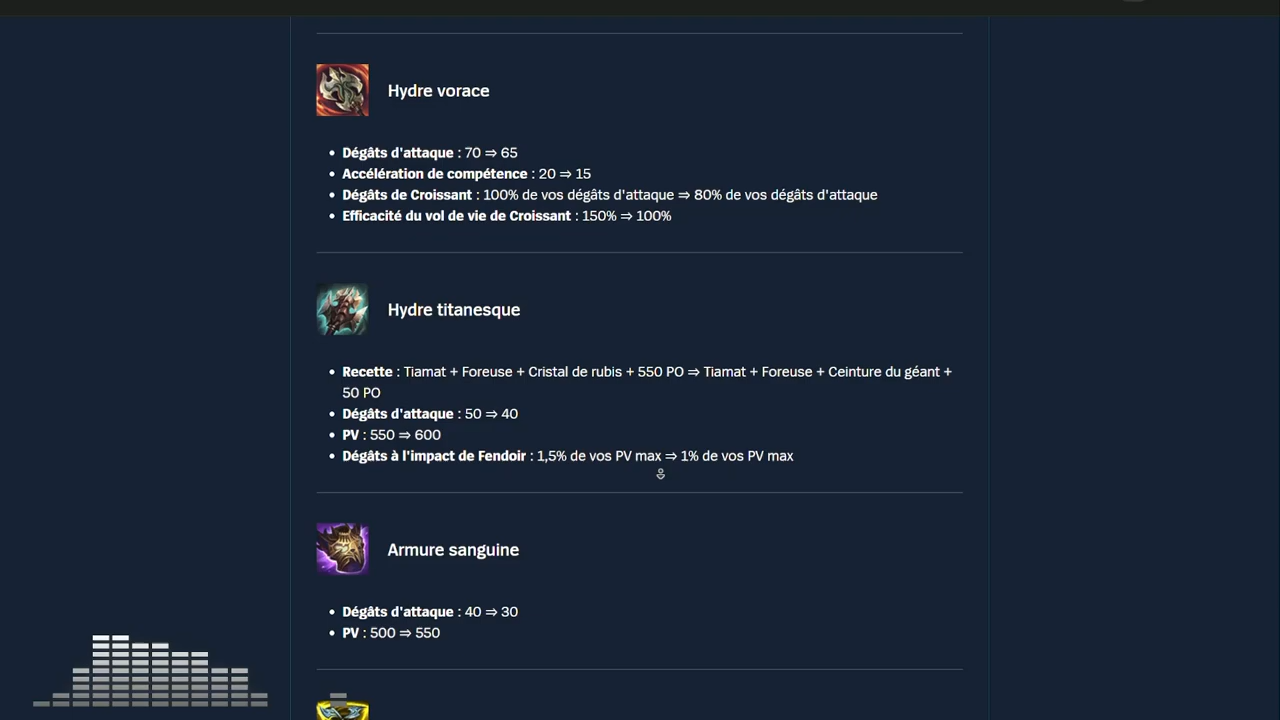 Hydre vorace
• Dégâts d'attaque : 70 ⇒ 65
• Accélération de compétence : 20 ⇒ 15
• Dégâts de Croissant : 100% de vos dégâts d'attaque ⇒ 80% de vos dégâts d'attaque
• Efficacité du vol de vie de Croissant : 150% ⇒ 100%
Hydre titanesque
• Recette : Tiamat + Foreuse + Cristal de rubis + 550 PO ⇒ Tiamat + Foreuse + Ceinture du géant +
50 PO
• Dégâts d'attaque : 50 ⇒ 40
• PV : 550 ⇒ 600
• Dégâts à l'impact de Fendoir : 1,5% de vos PV max ⇒ 1% de vos PV max
Armure sanguine
• Dégâts d'attaque : 40 ⇒ 30
• PV : 500 ⇒ 550